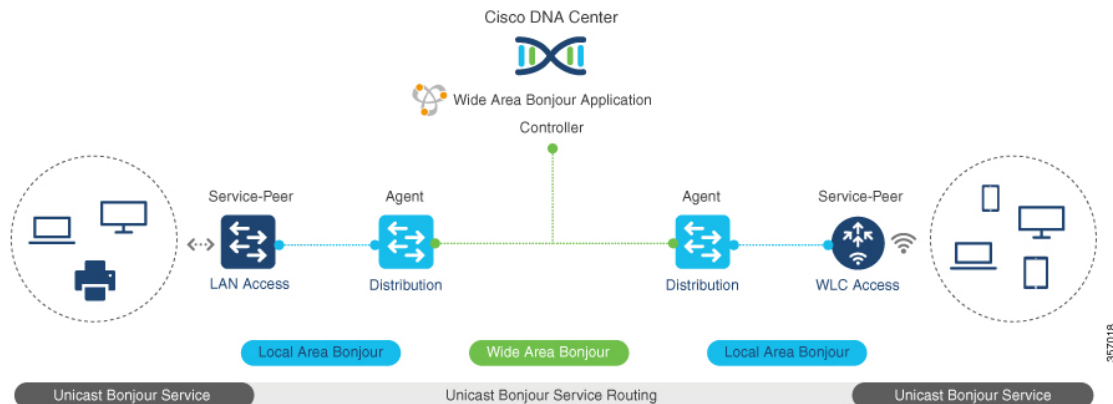 Cisco DNA Center
Wide Area Bonjour Application
Controller
Service-Peer
Agent
Agent
Service-Peer
LAN Access
Distribution
Distribution
WLC Access
Local Area Bonjour
Wide Area Bonjour
Local Area Bonjour
357018
Unicast Bonjour Service
Unicast Bonjour Service Routing
Unicast Bonjour Service